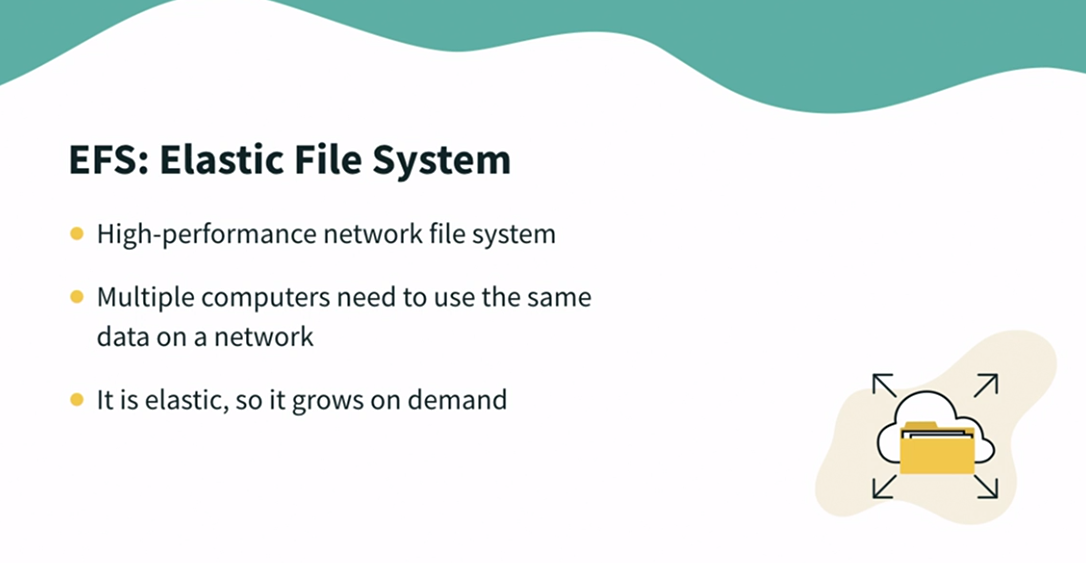 EFS: Elastic File System
High-performance network file system
Multiple computers need to use the same
data on a network
It is elastic, so it grows on demand